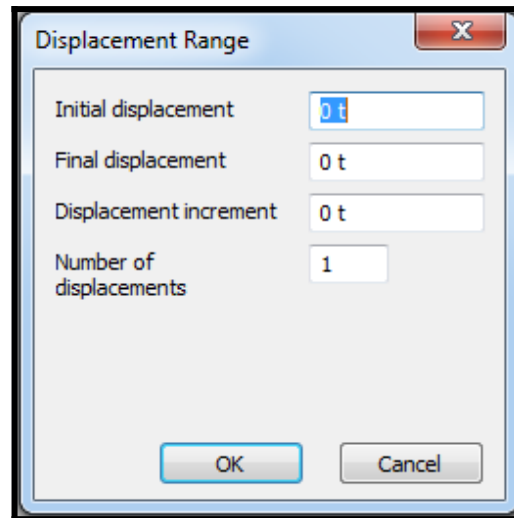 Displacement Range
Initial displacement 0 t
Final displacement 0 t
Displacement increment 0 t
Number of 1
displacements
OK Cancel